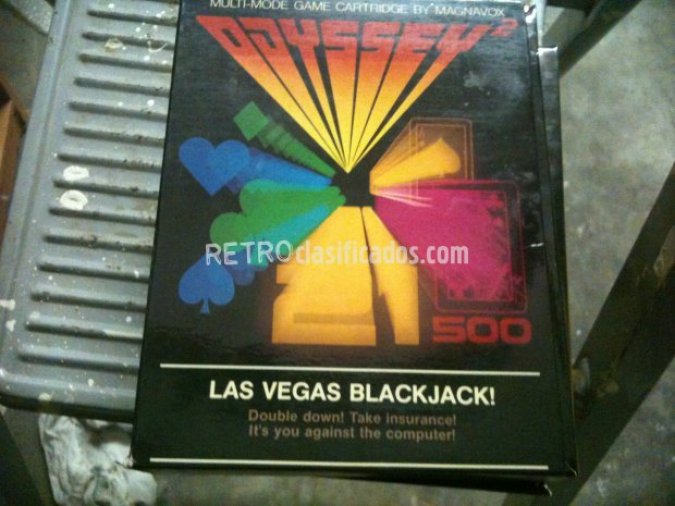 MULTI-MODE GAME CARTRIDGE BY MAGNAVOX
ODYSSEY²
RETROclasificados.com
21
500
LAS VEGAS BLACKJACK!
Double down! Take insurance!
It's you against the computer!